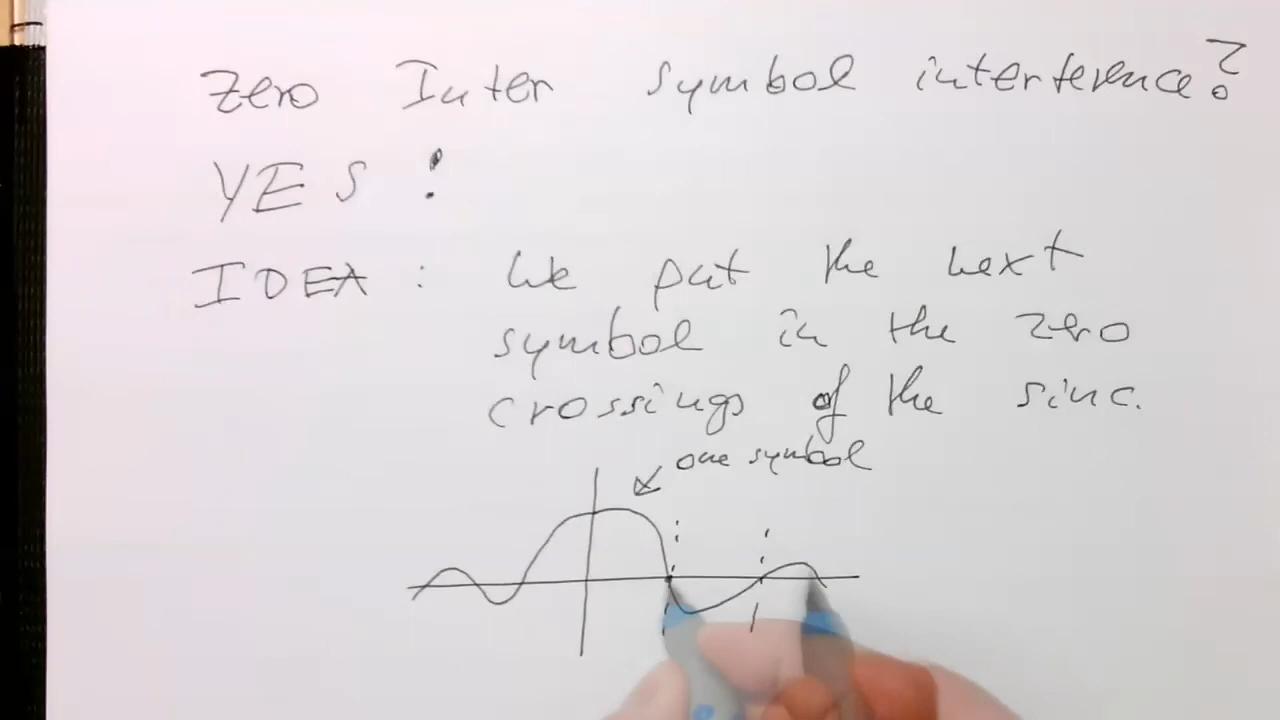 Zero Inter symbol interference?
YES!
IDEA: We put the next
symbol in the zero
crossings of the sinc.
one symbol